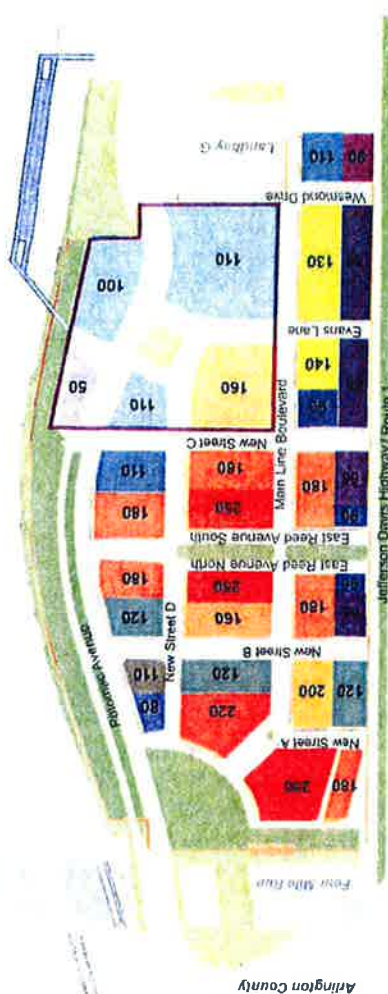 Arlington County
Four Mile Run
180
New Street A
220
80
120
200
120
110
New Street B
New Street D
Potomac Avenue
180
160
120
250
180
East Reed Avenue North
East Reed Avenue South
90
180
250
180
180
110
New Street C
Main Line Boulevard
140
160
110
50
Evans Lane
130
110
100
Wesmond Drive
90
110
Landbay G
Jefferson Davis Highway / Route 1